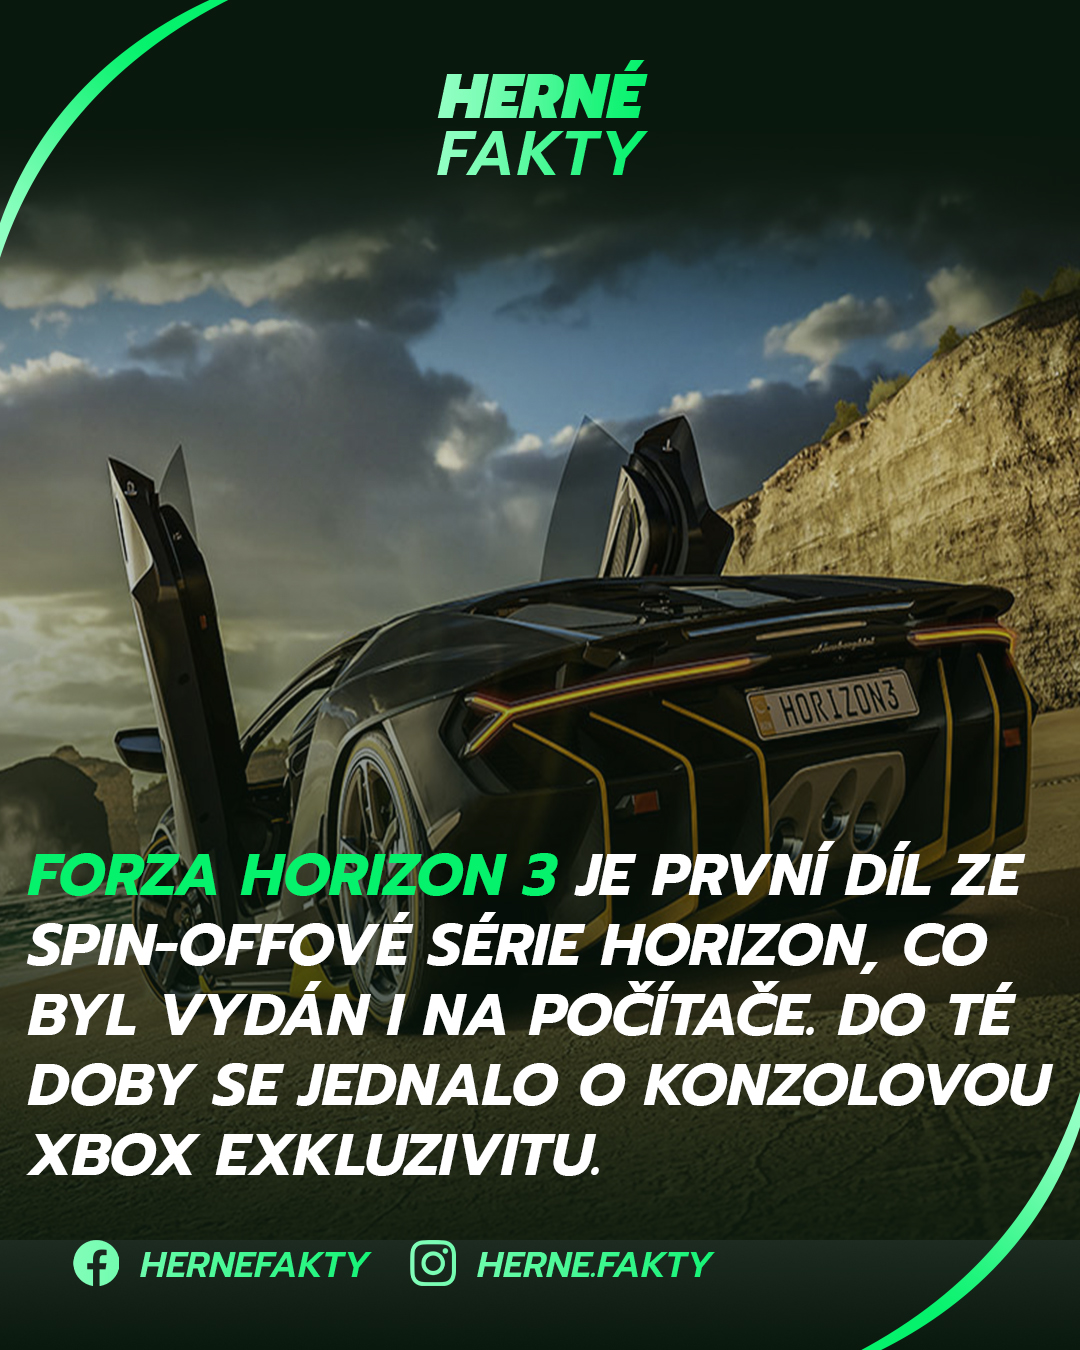 HERNÉ
FAKTY
HORIZON3
FORZA HORIZON 3 JE PRVNÍ DÍL ZE
SPIN-OFFOVÉ SÉRIE HORIZON, CO
BYL VYDÁN I NA POČÍTAČE. DO TÉ
DOBY SE JEDNALO O KONZOLOVOU
XBOX EXKLUZIVITU.
HERNEFAKTY
HERNE.FAKTY